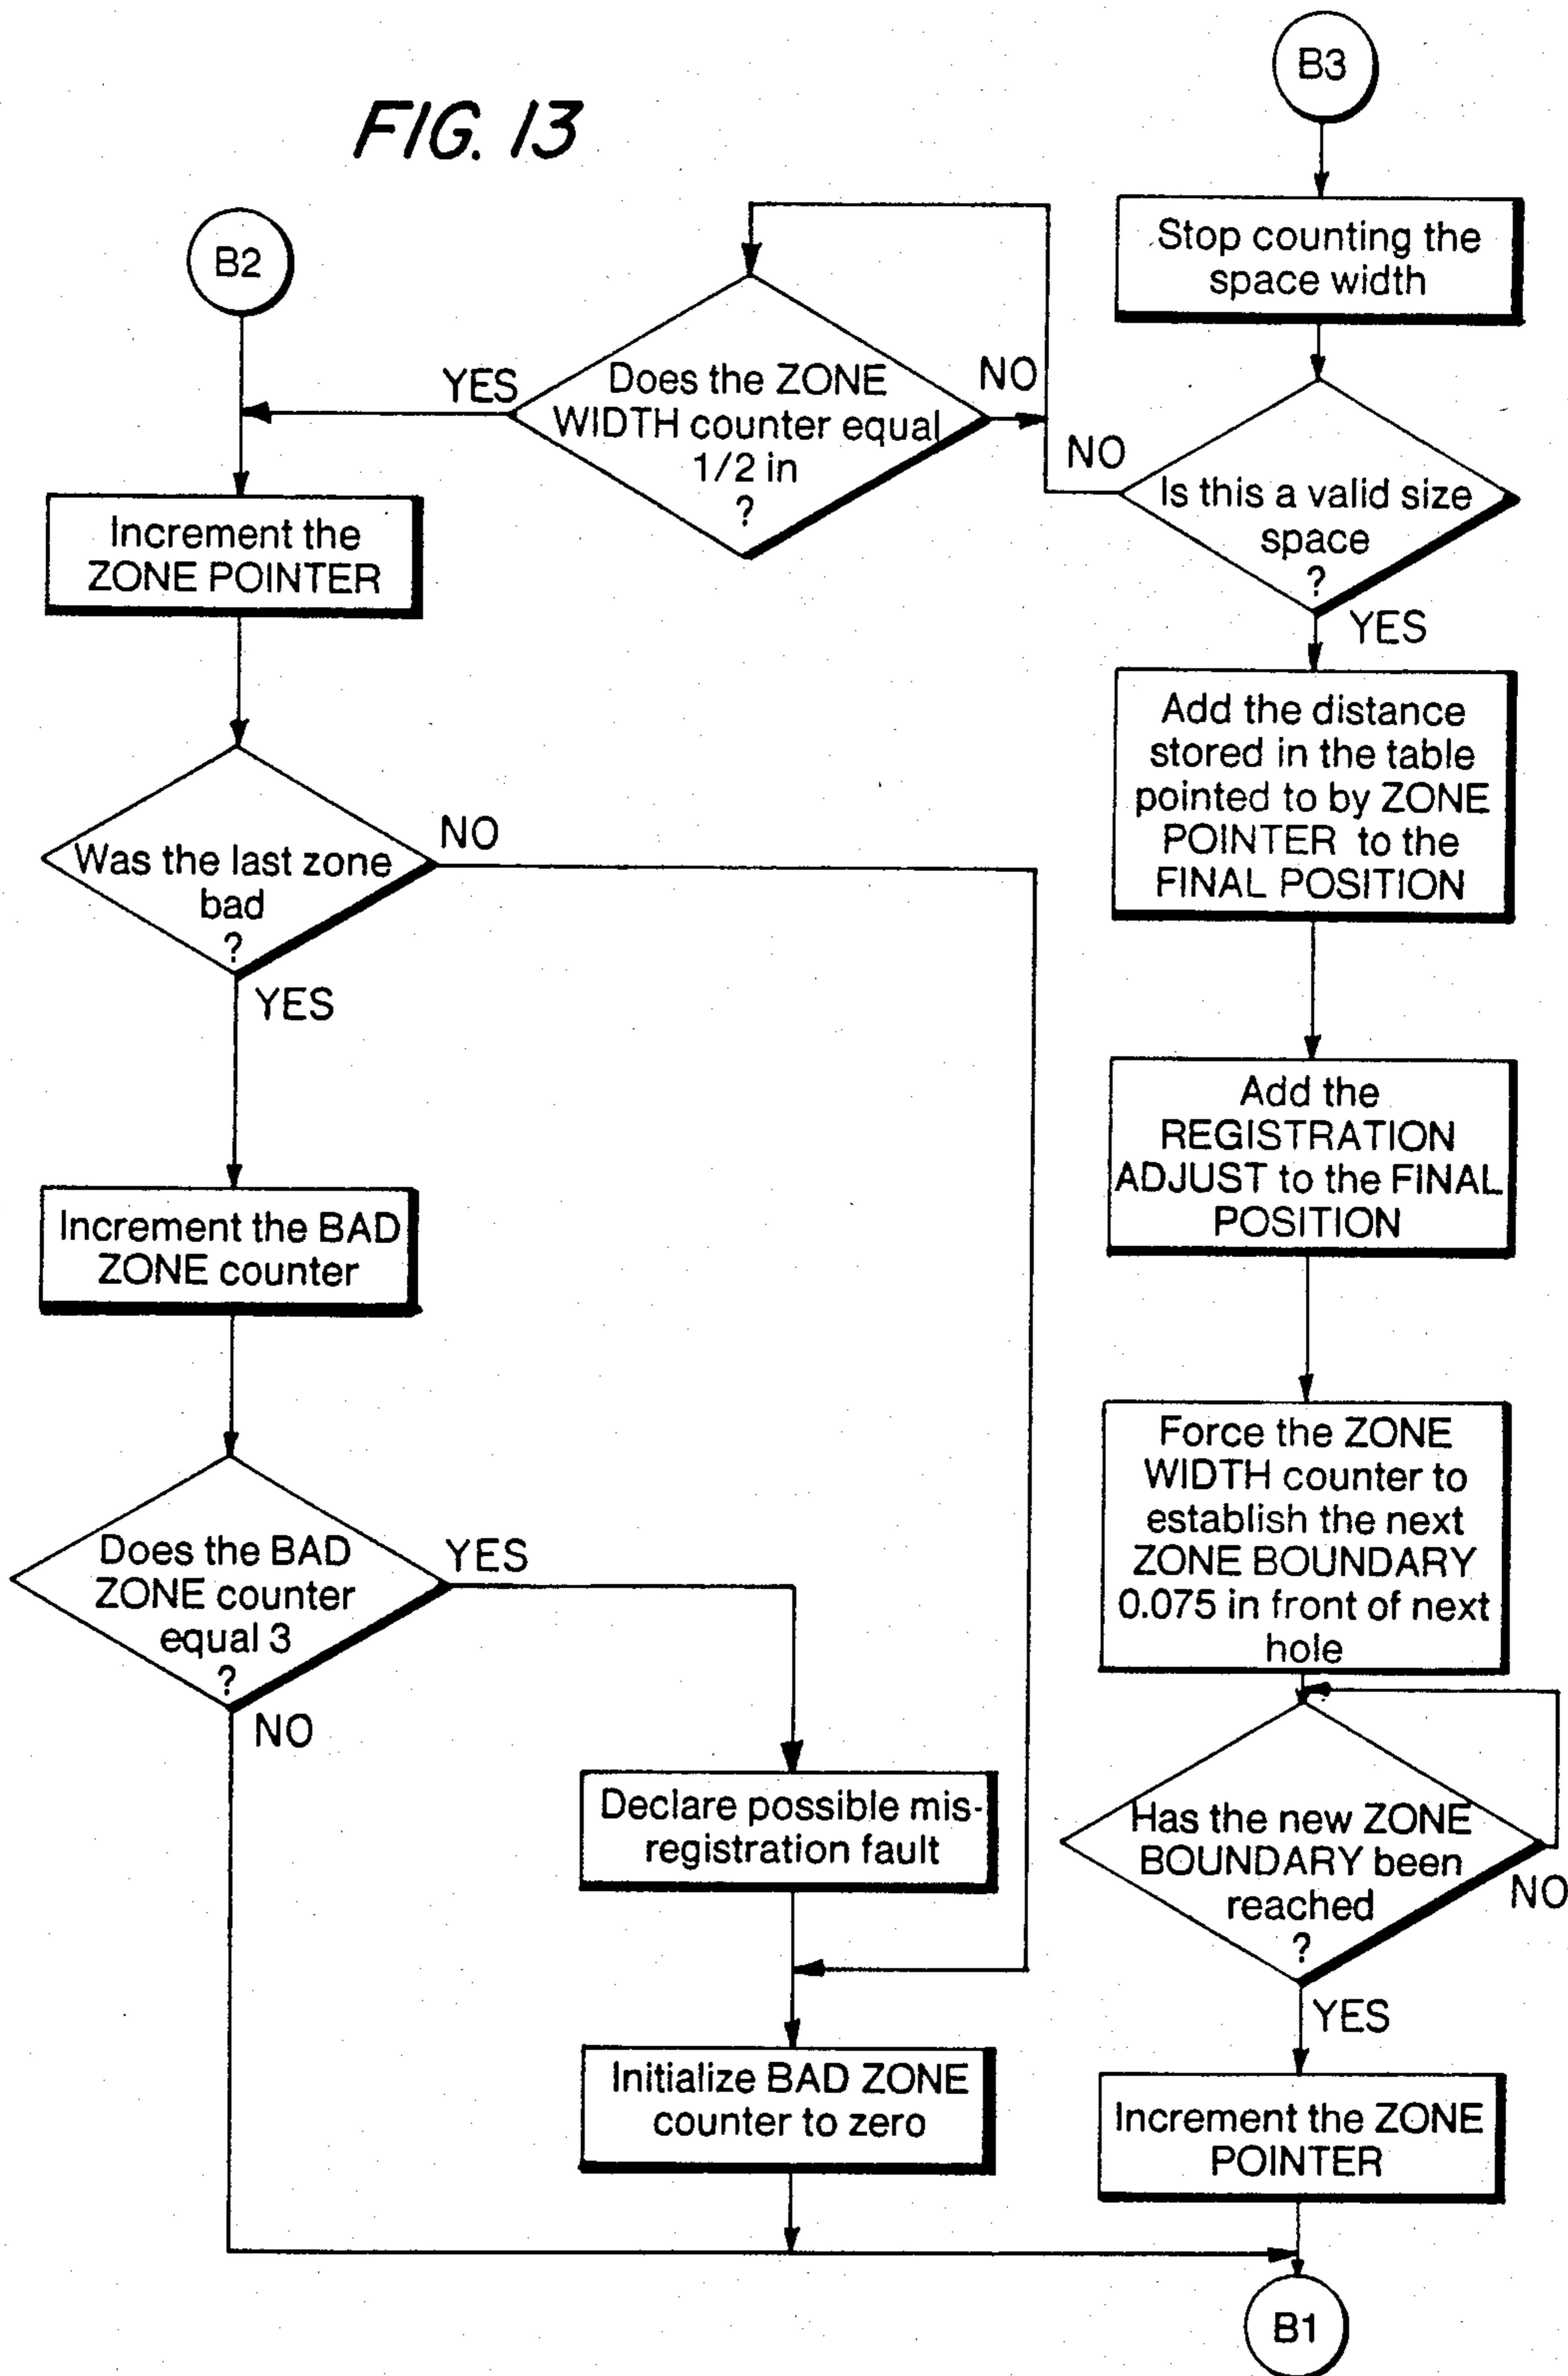 FIG. 13
B3
Stop counting the
space width
B2
Does the ZONE
WIDTH counter equal
1/2 in
?
YES
NO
NO
Is this a valid size
space
?
YES
Increment the
ZONE POINTER
Add the distance
stored in the table
pointed to by ZONE
POINTER to the
FINAL POSITION
Was the last zone
bad
?
NO
YES
Add the
REGISTRATION
ADJUST to the FINAL
POSITION
Increment the BAD
ZONE counter
Force the ZONE
WIDTH counter to
establish the next
ZONE BOUNDARY
0.075 in front of next
hole
Does the BAD
ZONE counter
equal 3
?
YES
NO
Declare possible mis-
registration fault
Has the new ZONE
BOUNDARY been
reached
?
NO
YES
Initialize BAD ZONE
counter to zero
Increment the ZONE
POINTER
B1